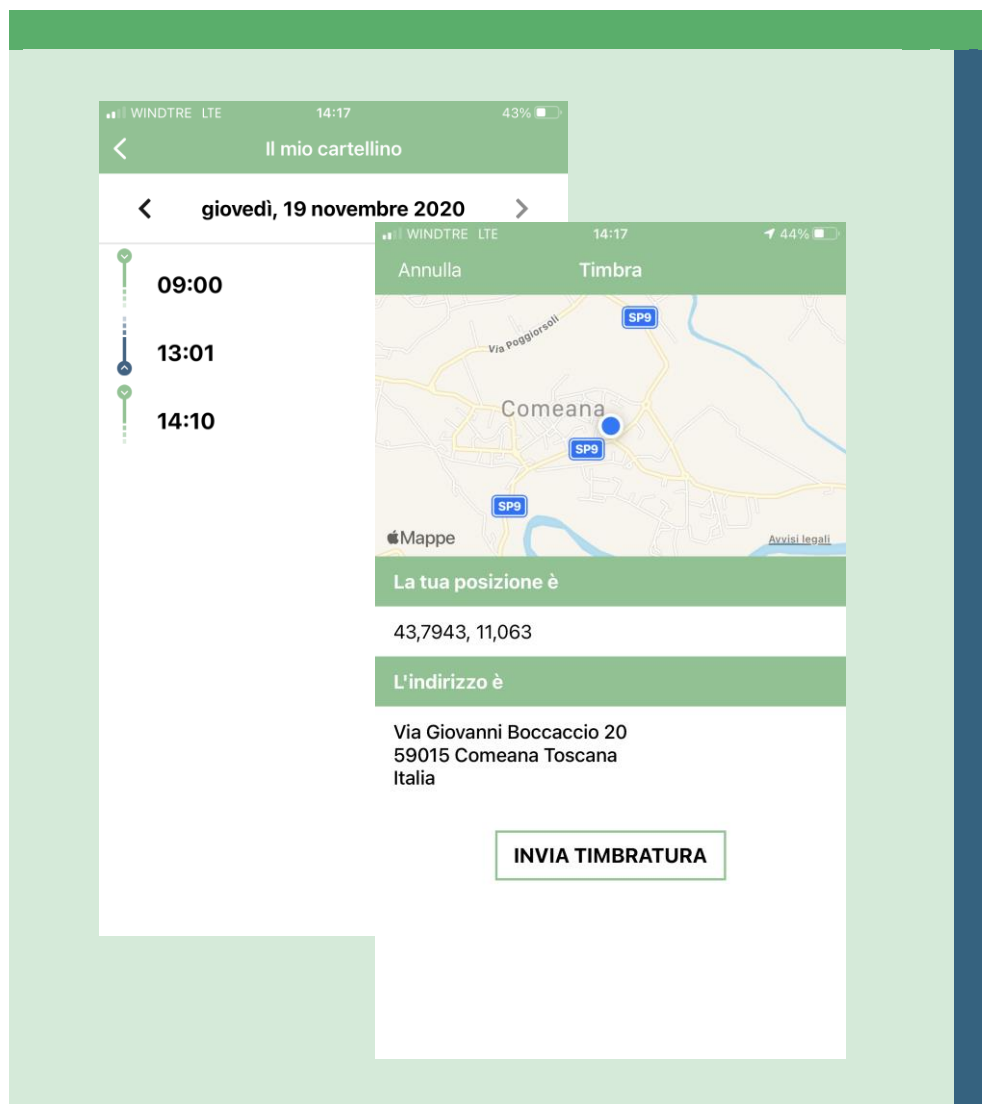 WINDTRE LTE 14:17 43%
Il mio cartellino
giovedì, 19 novembre 2020
09:00
13:01
14:10
WINDTRE LTE 14:17 44%
Annulla Timbra
SP9
Via Poggiorsoli
Comeana
SP9
SP9
Mappe
Avvisi legali
La tua posizione è
43,7943, 11,063
L'indirizzo è
Via Giovanni Boccaccio 20
59015 Comeana Toscana
Italia
INVIA TIMBRATURA